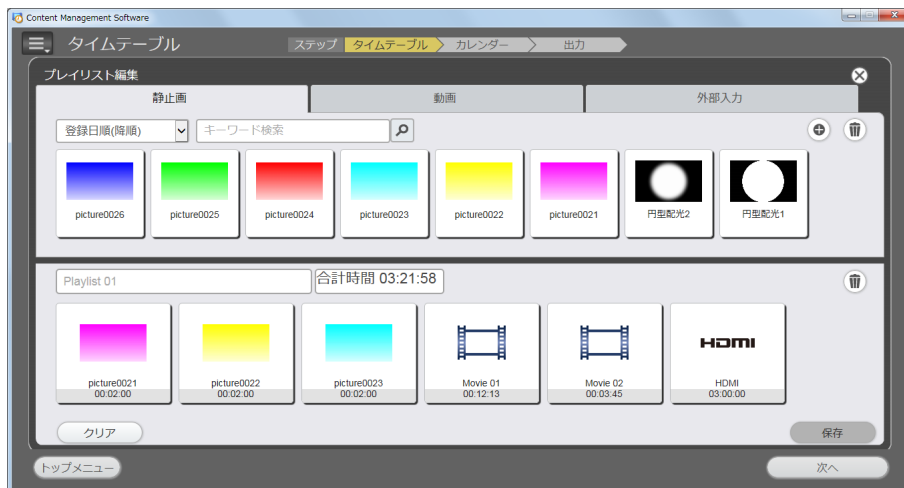 Content Management Software
タイムテーブル
ステップ タイムテーブル カレンダー 出力
プレイリスト編集
静止画 動画 外部入力
登録日順(降順) キーワード検索
picture0026 picture0025 picture0024 picture0023 picture0022 picture0021 円型配光2 円型配光1
Playlist 01 合計時間 03:21:58
HDMI
picture0021 picture0022 picture0023 Movie 01 Movie 02 HDMI
00:02:00 00:02:00 00:02:00 00:12:13 00:03:45 03:00:00
クリア 保存
トップメニュー 次へ